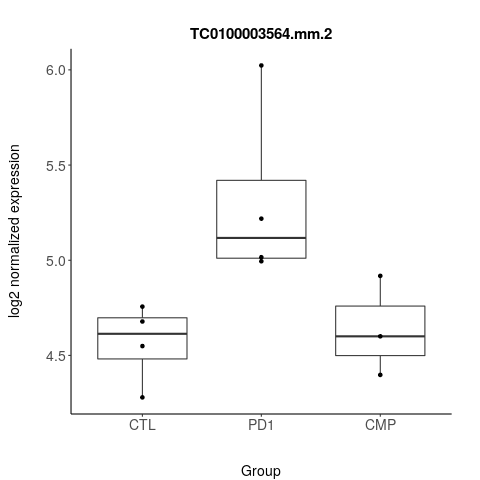 TC0100003564.mm.2
log2 normalized expression
6.0
5.5
5.0
4.5
CTL
PD1
CMP
Group